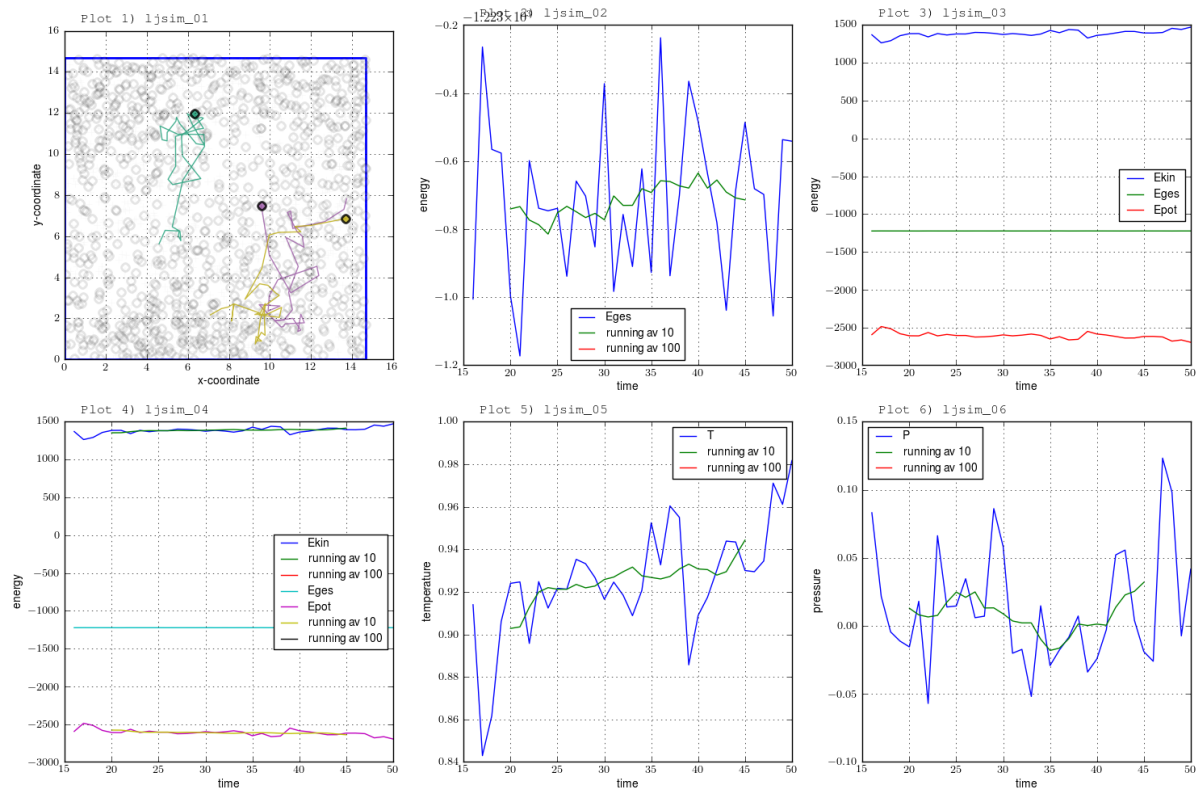 Plot 1) ljsim_01
16
14
12
10
8
6
4
2
0
y-coordinate
0 2 4 6 8 10 12 14 16
x-coordinate
Plot 2) ljsim_02
−0.2
−0.4
−0.6
−0.8
−1.0
−1.2
energy
Eges
running av 10
running av 100
15 20 25 30 35 40 45 50
time
Plot 3) ljsim_03
1500
1000
500
0
−500
−1000
−1500
−2000
−2500
−3000
energy
Ekin
Eges
Epot
15 20 25 30 35 40 45 50
time
Plot 4) ljsim_04
1500
1000
500
0
−500
−1000
−1500
−2000
−2500
−3000
energy
Ekin
running av 10
running av 100
Eges
Epot
running av 10
running av 100
15 20 25 30 35 40 45 50
time
Plot 5) ljsim_05
1.00
0.98
0.96
0.94
0.92
0.90
0.88
0.86
0.84
temperature
T
running av 10
running av 100
15 20 25 30 35 40 45 50
time
Plot 6) ljsim_06
0.15
0.10
0.05
0.00
−0.05
−0.10
pressure
P
running av 10
running av 100
15 20 25 30 35 40 45 50
time